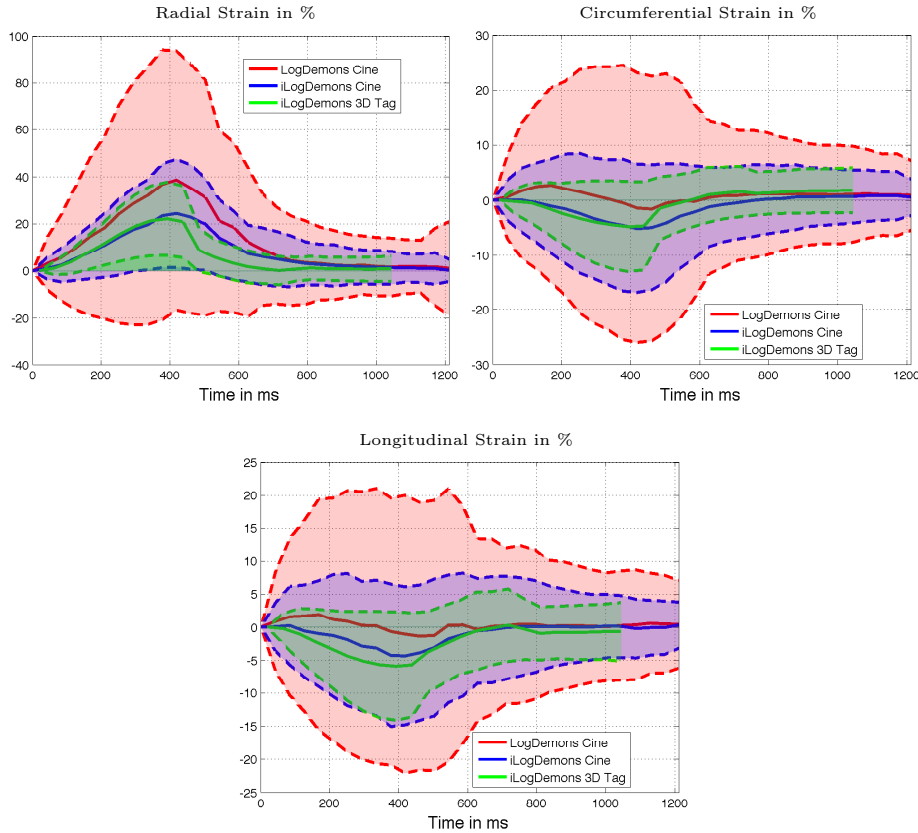 Radial Strain in %
100
80
60
40
20
0
-20
-40
0 200 400 600 800 1000 1200
Time in ms
LogDemons Cine
iLogDemons Cine
iLogDemons 3D Tag
Circumferential Strain in %
30
20
10
0
-10
-20
-30
0 200 400 600 800 1000 1200
Time in ms
LogDemons Cine
iLogDemons Cine
iLogDemons 3D Tag
Longitudinal Strain in %
25
20
15
10
5
0
-5
-10
-15
-20
25
0 200 400 600 800 1000 1200
Time in ms
LogDemons Cine
iLogDemons Cine
iLogDemons 3D Tag